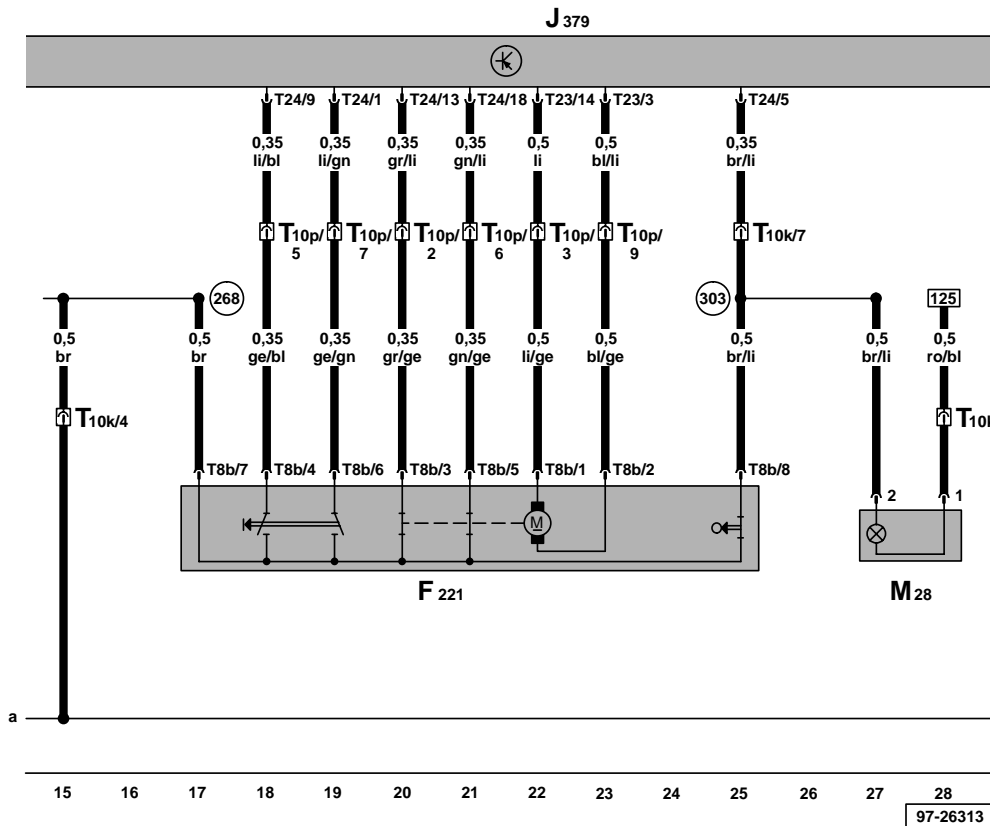 J 379
T24/9 T24/1 T24/13 T24/18 T23/14 T23/3 T24/5
0,35 0,35 0,35 0,35 0,5 0,5 0,35
li/bl li/gn gr/li gn/li li bl/li br/li
T10p/ T10p/ T10p/ T10p/ T10p/ T10p/ T10k/7
5 7 2 6 3 9
268 303 125
0,5 0,5 0,35 0,35 0,35 0,35 0,5 0,5 0,5 0,5 0,5
br br ge/bl ge/gn gr/ge gn/ge li/ge bl/ge br/li br/li ro/bl
T10k/4
T8b/7 T8b/4 T8b/6 T8b/3 T8b/5 T8b/1 T8b/2 T8b/8
2 1
M
F 221 M 28
a
15 16 17 18 19 20 21 22 23 24 25 26 27 28
97-26313